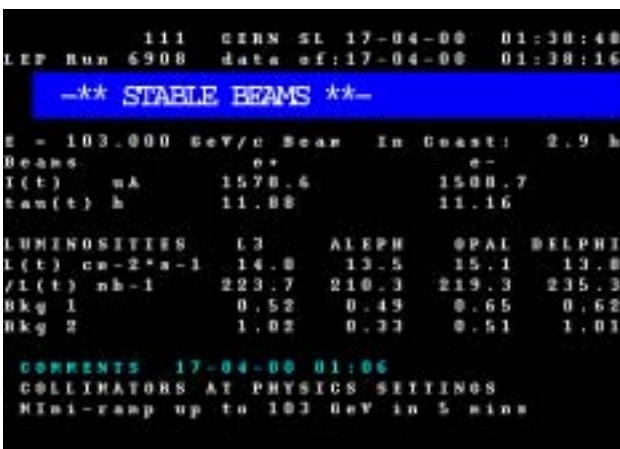 111 CERN SL 17-04-00 01:38:40
LEP Run 6908 data of:17-04-00 01:38:16
-** STABLE BEAMS **-
E = 103.000 GeV/c Beam In Coast: 2.9 h
Beams e+ e-
I(t) uA 1570.6 1500.7
tau(t) h 11.88 11.16
LUMINOSITIES L3 ALEPH OPAL DELPHI
L(t) cm-2*s-1 14.0 13.5 15.1 13.8
/L(t) nb-1 223.7 210.3 219.3 235.3
Bkg 1 0.52 0.49 0.65 0.62
Bkg 2 1.02 0.33 0.51 1.01
COMMENTS 17-04-00 01:06
COLLIMATORS AT PHYSICS SETTINGS
MIni-ramp up to 103 GeV in 5 mins